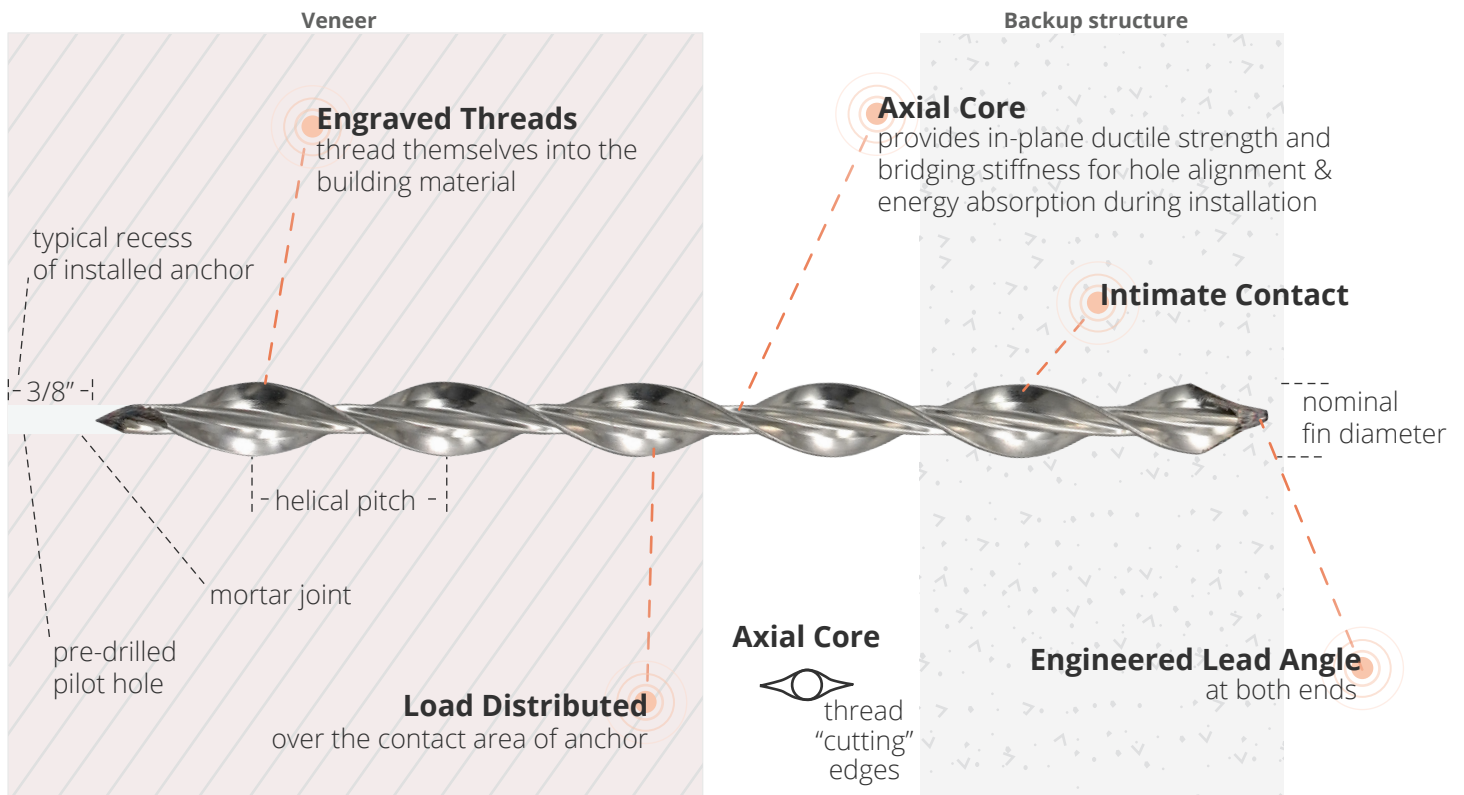 Veneer
Backup structure
Engraved Threads
thread themselves into the
building material
Axial Core
provides in-plane ductile strength and
bridging stiffness for hole alignment &
energy absorption during installation
typical recess
of installed anchor
Intimate Contact
3/8”
nominal
fin diameter
helical pitch
mortar joint
pre-drilled
pilot hole
Load Distributed
over the contact area of anchor
Axial Core
thread
“cutting”
edges
Engineered Lead Angle
at both ends